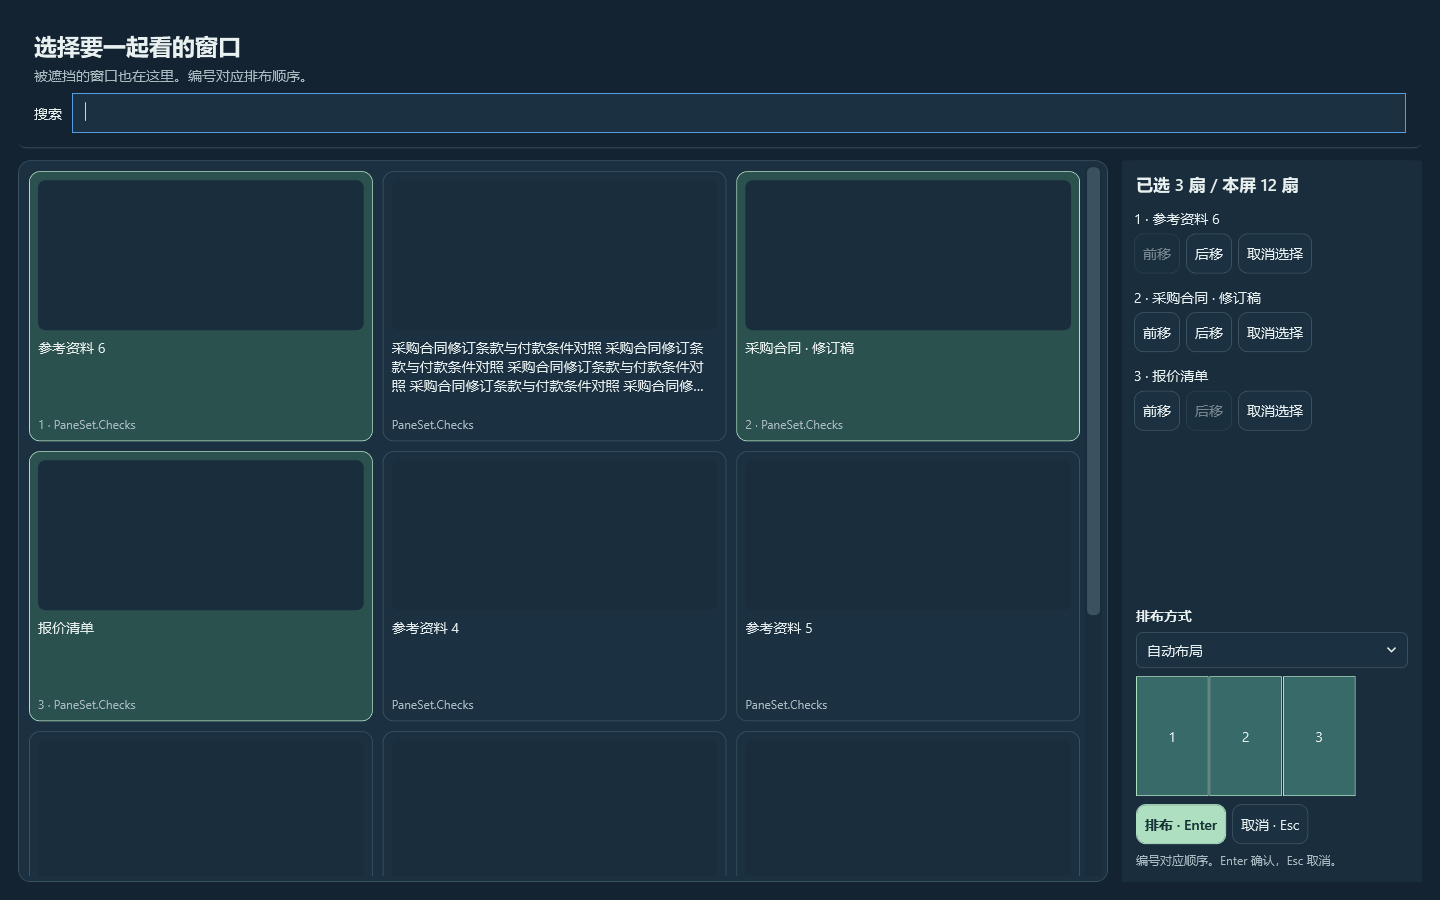 选择要一起看的窗口
被遮挡的窗口也在这里。编号对应排布顺序。
搜索
参考资料 6
1 · PaneSet.Checks
采购合同修订条款与付款条件对照 采购合同修订条
款与付款条件对照 采购合同修订条款与付款条件对
照 采购合同修订条款与付款条件对照 采购合同修...
PaneSet.Checks
采购合同 · 修订稿
2 · PaneSet.Checks
报价清单
3 · PaneSet.Checks
参考资料 4
PaneSet.Checks
参考资料 5
PaneSet.Checks
已选 3 扇 / 本屏 12 扇
1 · 参考资料 6
前移 后移 取消选择
2 · 采购合同 · 修订稿
前移 后移 取消选择
3 · 报价清单
前移 后移 取消选择
排布方式
自动布局
1 2 3
排布 · Enter 取消 · Esc
编号对应顺序。Enter 确认，Esc 取消。